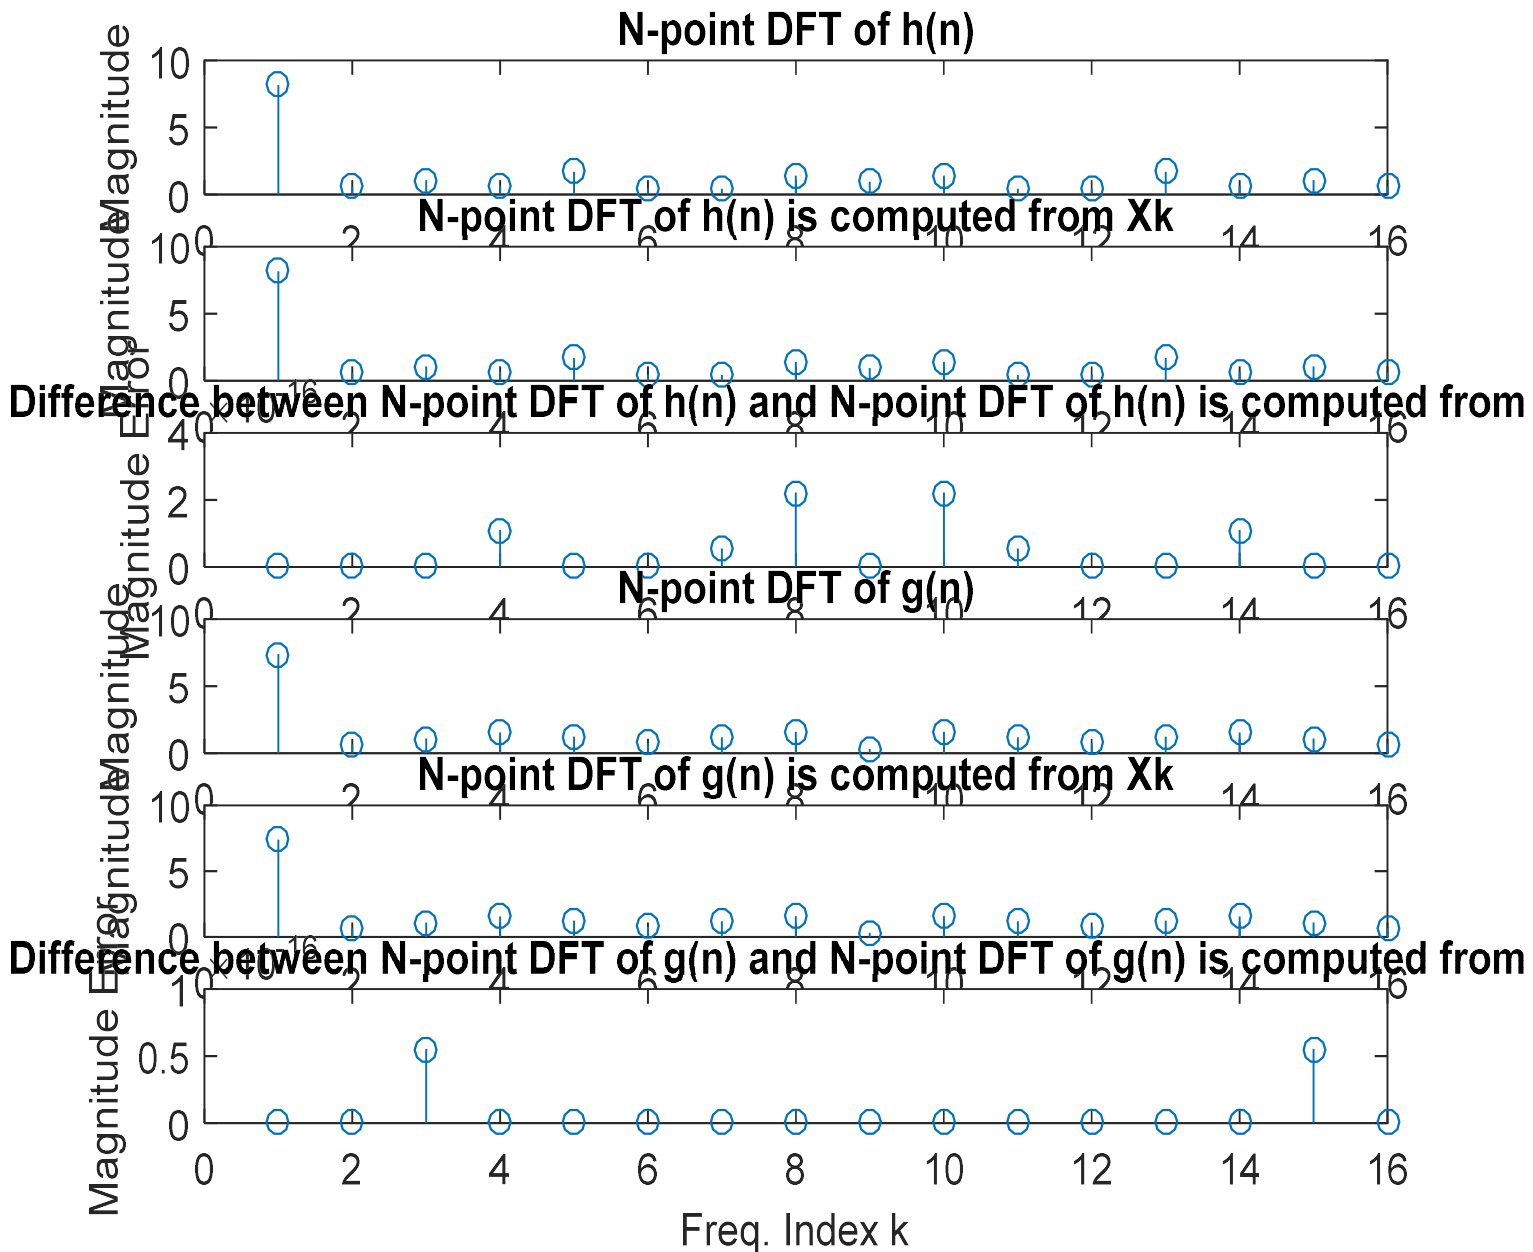 N-point DFT of h(n)
Magnitude
10
5
0
0 2 4 6 8 10 12 14 16
N-point DFT of h(n) is computed from Xk
Magnitude
10
5
0
0 2 4 6 8 10 12 14 16
Difference between N-point DFT of h(n) and N-point DFT of h(n) is computed from
×10-16
Magnitude Error
4
2
0
0 2 4 6 8 10 12 14 16
N-point DFT of g(n)
Magnitude
10
5
0
0 2 4 6 8 10 12 14 16
N-point DFT of g(n) is computed from Xk
Magnitude
10
5
0
0 2 4 6 8 10 12 14 16
Difference between N-point DFT of g(n) and N-point DFT of g(n) is computed from
×10-16
Magnitude Error
1
0.5
0
0 2 4 6 8 10 12 14 16
Freq. Index k